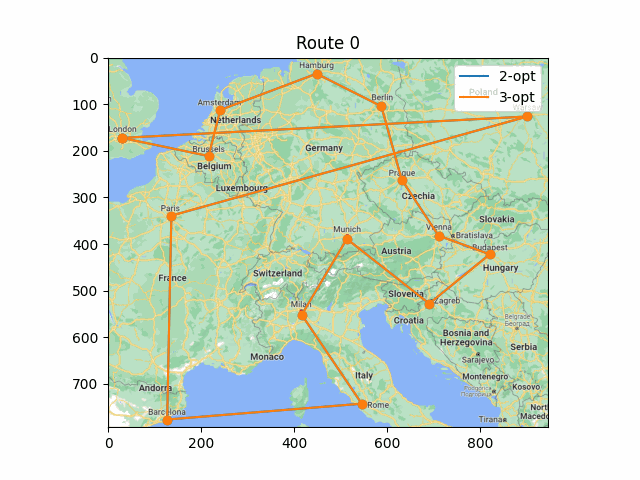 Route 0
Hamburg
0
2-opt
Poland
3-opt
Amsterdam
Berlin
Warsaw
100
Netherlands
London
Brussels
Germany
200
Belgium
Prague
Luxembourg
Czechia
300
Paris
Slovakia
Vienna
Bratislava
Munich
400
Budapest
Austria
Hungary
Switzerland
France
500
Slovenia
Zagreb
Milan
Croatia
Belgrade
Београд
Bosnia and
Herzegovina
Serbia
600
Monaco
Sarajevo
Italy
Montenegro
Andorra
Kosovo
700
Podgorica
Barcelona
Rome
North
Macedo
Tirana
0
200
400
600
800